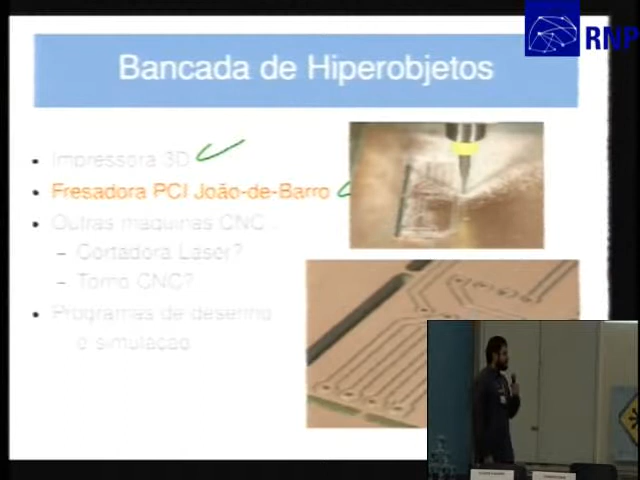 RNP
Bancada de Hiperobjetos
Impressora 3D
Fresadora PCI João-de-Barro
Outras maquinas CNC :
Cortadora Laser?
Torno CNC?
Programas de desenho
e simulação